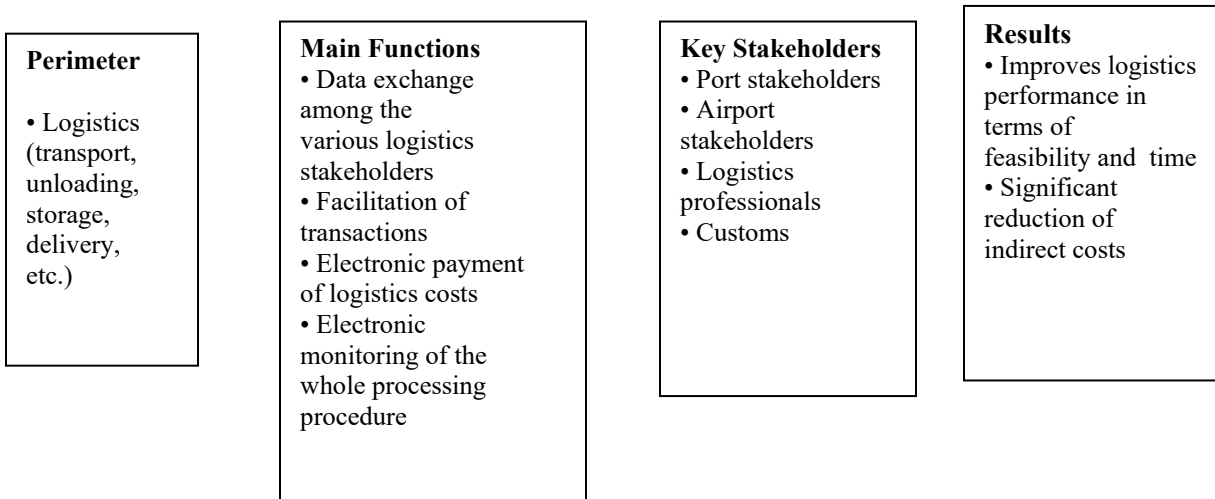 Perimeter
• Logistics
(transport,
unloading,
storage,
delivery,
etc.)
Main Functions
• Data exchange
among the
various logistics
stakeholders
• Facilitation of
transactions
• Electronic payment
of logistics costs
• Electronic
monitoring of the
whole processing
procedure
Key Stakeholders
• Port stakeholders
• Airport
stakeholders
• Logistics
professionals
• Customs
Results
• Improves logistics
performance in
terms of
feasibility and  time
• Significant
reduction of
indirect costs